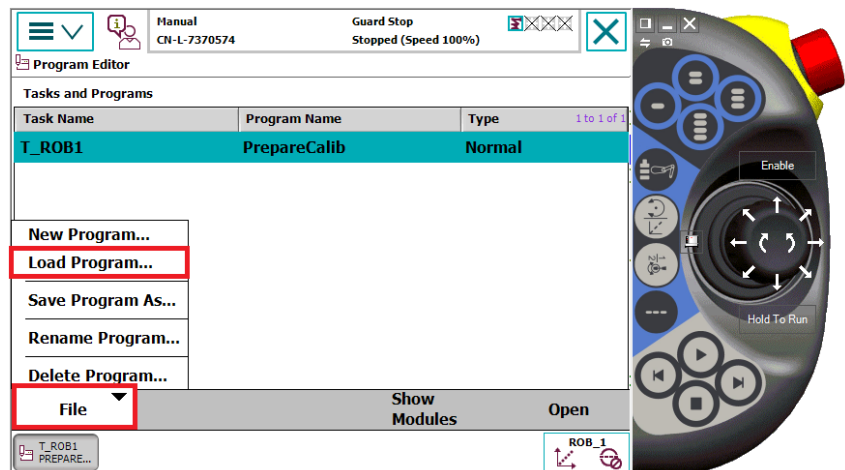 Manual
CN-L-7370574
Guard Stop
Stopped (Speed 100%)
Program Editor
Tasks and Programs
Task Name Program Name Type 1 to 1 of 1
T_ROB1 PrepareCalib Normal
New Program...
Load Program...
Save Program As...
Rename Program...
Delete Program...
File
Show
Modules
Open
T_ROB1
PREPARE...
ROB_1
Enable
Hold To Run